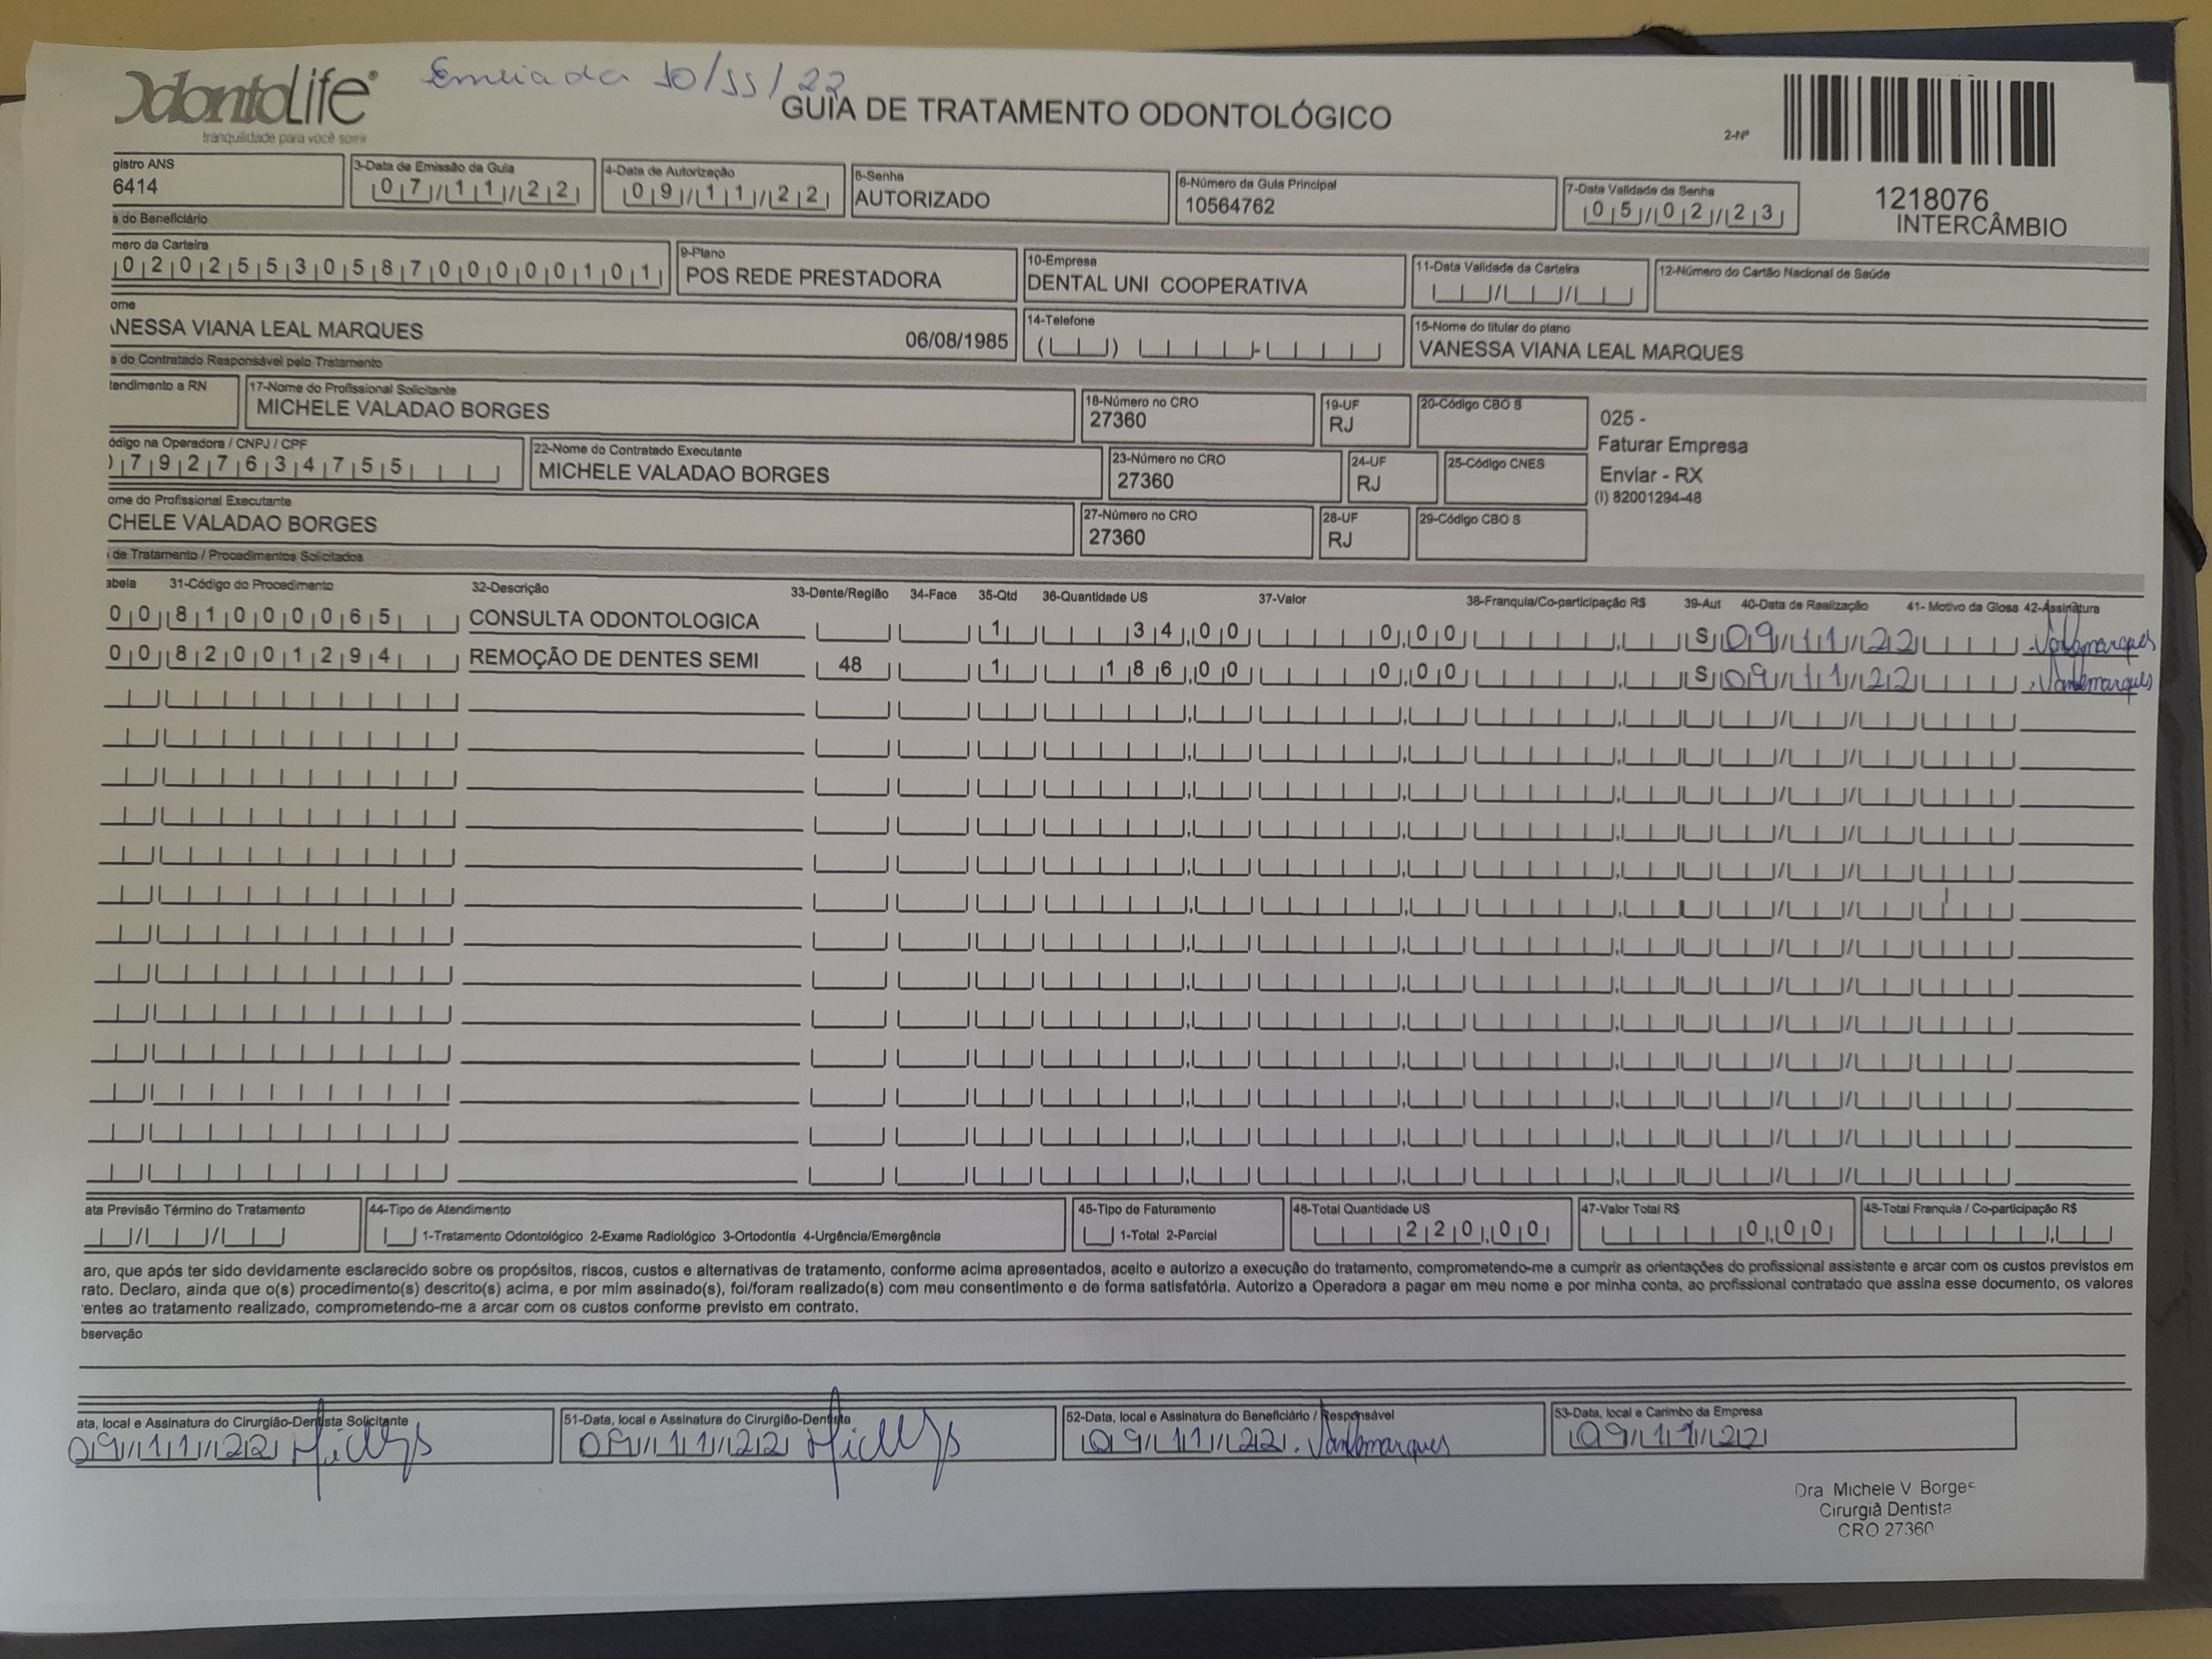 OdontoLife®
tranquilidade para você sorrir
Enviada 10/11/22
GUIA DE TRATAMENTO ODONTOLÓGICO
2-Nº
1218076
INTERCÂMBIO
gistro ANS
6414
3-Data de Emissão da Guia
07/11/22
4-Data de Autorização
09/11/22
5-Senha
AUTORIZADO
6-Número da Guia Principal
10564762
7-Data Validade da Senha
05/02/23
s do Beneficiário
mero da Carteira
02025530587000000101
9-Plano
POS REDE PRESTADORA
10-Empresa
DENTAL UNI COOPERATIVA
11-Data Validade da Carteira
12-Número do Cartão Nacional de Saúde
ome
ANESSA VIANA LEAL MARQUES
06/08/1985
14-Telefone
15-Nome do titular do plano
VANESSA VIANA LEAL MARQUES
s do Contratado Responsável pelo Tratamento
tendimento a RN
17-Nome do Profissional Solicitante
MICHELE VALADAO BORGES
18-Número no CRO
27360
19-UF
RJ
20-Código CBO S
025 -
Faturar Empresa
Enviar - RX
(I) 82001294-48
ódigo na Operadora / CNPJ / CPF
07927634755
22-Nome do Contratado Executante
MICHELE VALADAO BORGES
23-Número no CRO
27360
24-UF
RJ
25-Código CNES
ome do Profissional Executante
CHELE VALADAO BORGES
27-Número no CRO
27360
28-UF
RJ
29-Código CBO S
de Tratamento / Procedimentos Solicitados
abela 31-Código do Procedimento 32-Descrição 33-Dente/Região 34-Face 35-Qtd 36-Quantidade US 37-Valor 38-Franquia/Co-participação R$ 39-Aut 40-Data de Realização 41- Motivo da Glosa 42-Assinatura
00 81000065 CONSULTA ODONTOLOGICA 1 34,00 0,00 S 09/11/22 Vanlmarques
00 82001294 REMOÇÃO DE DENTES SEMI 48 1 186,00 0,00 S 09/11/22 Vanlmarques
ata Previsão Término do Tratamento
44-Tipo de Atendimento
1-Tratamento Odontológico 2-Exame Radiológico 3-Ortodontia 4-Urgência/Emergência
45-Tipo de Faturamento
1-Total 2-Parcial
46-Total Quantidade US
220,00
47-Valor Total R$
0,00
48-Total Franquia / Co-participação R$
aro, que após ter sido devidamente esclarecido sobre os propósitos, riscos, custos e alternativas de tratamento, conforme acima apresentados, aceito e autorizo a execução do tratamento, comprometendo-me a cumprir as orientações do profissional assistente e arcar com os custos previstos em
rato. Declaro, ainda que o(s) procedimento(s) descrito(s) acima, e por mim assinado(s), foi/foram realizado(s) com meu consentimento e de forma satisfatória. Autorizo a Operadora a pagar em meu nome e por minha conta, ao profissional contratado que assina esse documento, os valores
entes ao tratamento realizado, comprometendo-me a arcar com os custos conforme previsto em contrato.
bservação
ata, local e Assinatura do Cirurgião-Dentista Solicitante
09/11/22
51-Data, local e Assinatura do Cirurgião-Dentista
09/11/22
52-Data, local e Assinatura do Beneficiário / Responsável
09/11/22. Vanlmarques
53-Data, local e Carimbo da Empresa
09/11/22
Dra Michele V Borges
Cirurgiã Dentista
CRO 27360